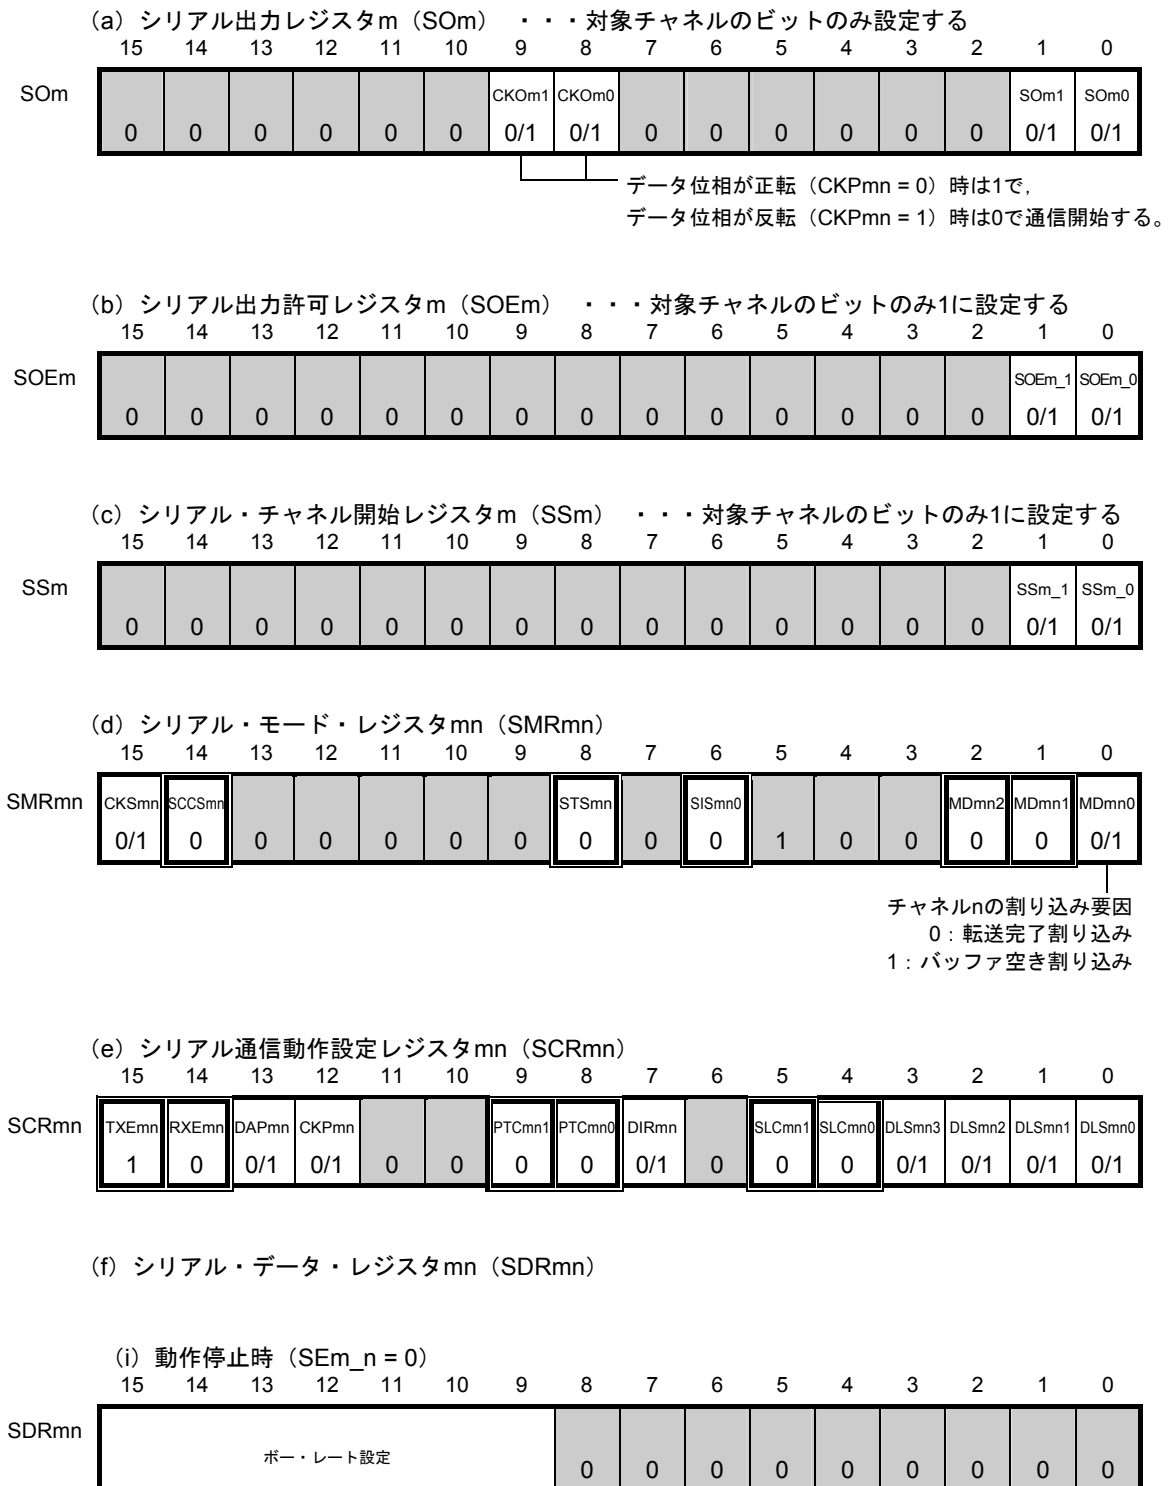 (a) シリアル出力レジスタm（SOm） ・・・対象チャネルのビットのみ設定する
15 14 13 12 11 10 9 8 7 6 5 4 3 2 1 0
SOm
CKOm1 CKOm0 SOm1 SOm0
0 0 0 0 0 0 0/1 0/1 0 0 0 0 0 0 0/1 0/1
データ位相が正転（CKPmn = 0）時は1で,
データ位相が反転（CKPmn = 1）時は0で通信開始する。
(b) シリアル出力許可レジスタm（SOEm） ・・・対象チャネルのビットのみ1に設定する
15 14 13 12 11 10 9 8 7 6 5 4 3 2 1 0
SOEm
SOEm_1 SOEm_0
0 0 0 0 0 0 0 0 0 0 0 0 0 0 0/1 0/1
(c) シリアル・チャネル開始レジスタm（SSm） ・・・対象チャネルのビットのみ1に設定する
15 14 13 12 11 10 9 8 7 6 5 4 3 2 1 0
SSm
SSm_1 SSm_0
0 0 0 0 0 0 0 0 0 0 0 0 0 0 0/1 0/1
(d) シリアル・モード・レジスタmn（SMRmn）
15 14 13 12 11 10 9 8 7 6 5 4 3 2 1 0
SMRmn
CKSmn SCCSmn STSmn SISmn0 MDmn2 MDmn1 MDmn0
0/1 0 0 0 0 0 0 0 0 0 1 0 0 0 0 0/1
チャネルnの割り込み要因
0：転送完了割り込み
1：バッファ空き割り込み
(e) シリアル通信動作設定レジスタmn（SCRmn）
15 14 13 12 11 10 9 8 7 6 5 4 3 2 1 0
SCRmn
TXEmn RXEmn DAPmn CKPmn PTCmn1 PTCmn0 DIRmn SLCmn1 SLCmn0 DLSmn3 DLSmn2 DLSmn1 DLSmn0
1 0 0/1 0/1 0 0 0 0 0/1 0 0 0 0/1 0/1 0/1 0/1
(f) シリアル・データ・レジスタmn（SDRmn）
(i) 動作停止時（SEm_n = 0）
15 14 13 12 11 10 9 8 7 6 5 4 3 2 1 0
SDRmn
ボー・レート設定
0 0 0 0 0 0 0 0 0